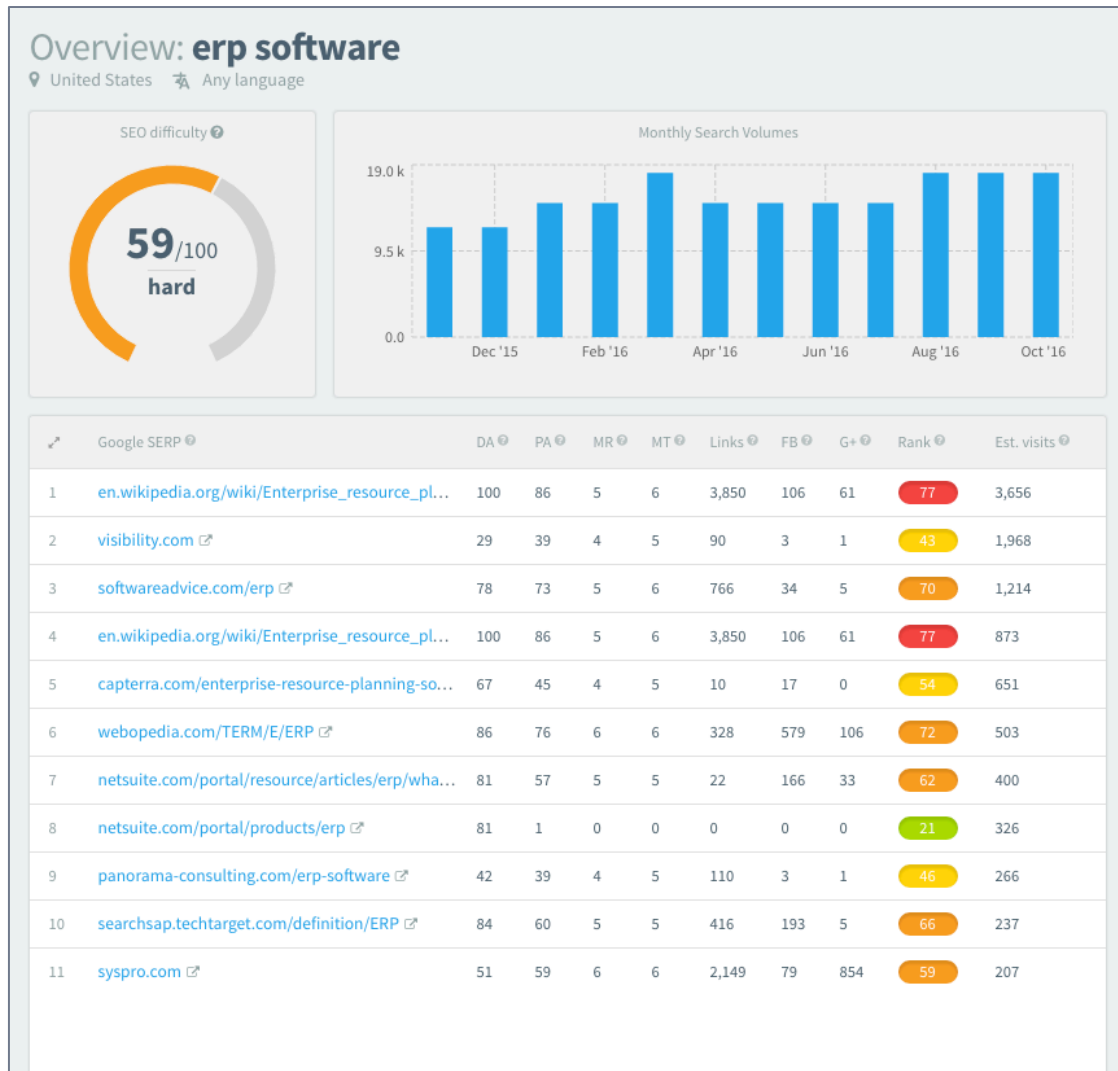 Overview: erp software
United States Any language
SEO difficulty
59/100
hard
Monthly Search Volumes
19.0 k
9.5 k
0.0
Dec '15 Feb '16 Apr '16 Jun '16 Aug '16 Oct '16
Google SERP DA PA MR MT Links FB G+ Rank Est. visits
1 en.wikipedia.org/wiki/Enterprise_resource_pl... 100 86 5 6 3,850 106 61 77 3,656
2 visibility.com 29 39 4 5 90 3 1 43 1,968
3 softwareadvice.com/erp 78 73 5 6 766 34 5 70 1,214
4 en.wikipedia.org/wiki/Enterprise_resource_pl... 100 86 5 6 3,850 106 61 77 873
5 capterra.com/enterprise-resource-planning-so... 67 45 4 5 10 17 0 54 651
6 webopedia.com/TERM/E/ERP 86 76 6 6 328 579 106 72 503
7 netsuite.com/portal/resource/articles/erp/wha... 81 57 5 5 22 166 33 62 400
8 netsuite.com/portal/products/erp 81 1 0 0 0 0 0 21 326
9 panorama-consulting.com/erp-software 42 39 4 5 110 3 1 46 266
10 searchsap.techtarget.com/definition/ERP 84 60 5 5 416 193 5 66 237
11 syspro.com 51 59 6 6 2,149 79 854 59 207